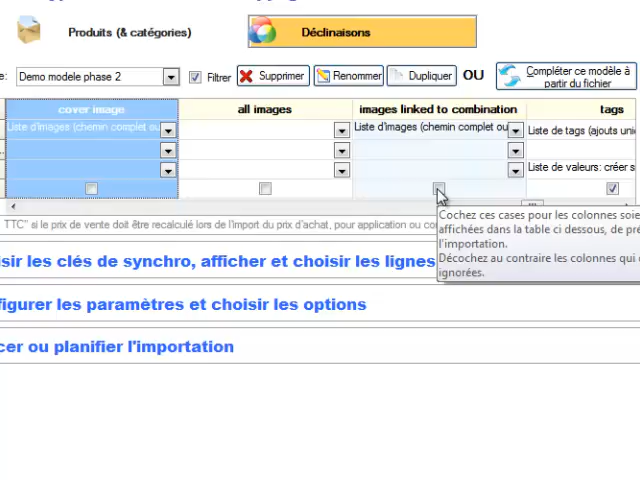 Produits (& catégories)
Déclinaisons
e:
Demo modele phase 2
Filtrer
Supprimer
Renommer
Dupliquer
OU
Compléter ce modèle à
partir du fichier
cover image
all images
images linked to combination
tags
Liste d'images (chemin complet ou
Liste d'images (chemin complet ou
Liste de tags (ajouts uni
Liste de valeurs: créer s
TTC" si le prix de vente doit être recalculé lors de l'import du prix d'achat, pour application ou co
Cochez ces cases pour les colonnes soie
affichées dans la table ci dessous, de pré
l'importation.
Décochez au contraire les colonnes qui
ignorées.
sir les clés de synchro, afficher et choisir les lignes
figurer les paramètres et choisir les options
cer ou planifier l'importation